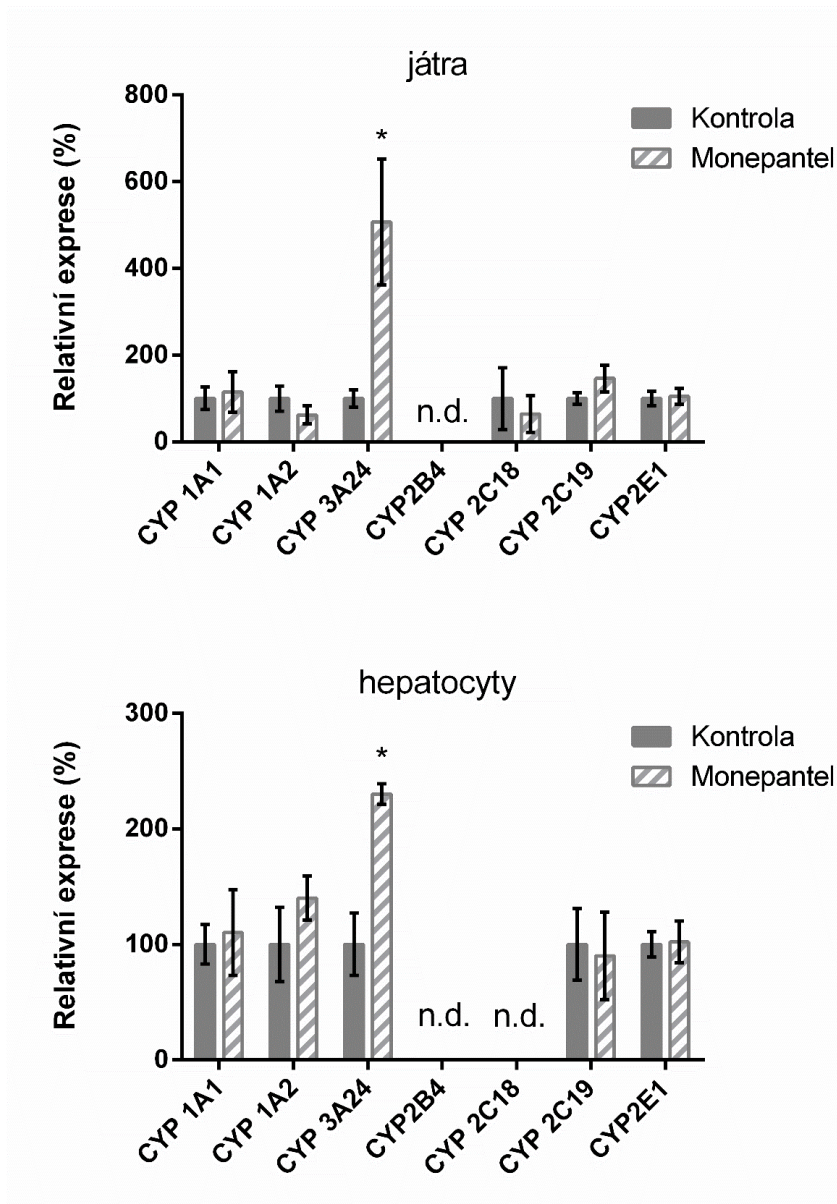 játra
Relativní exprese (%)
800
600
400
200
0
*
n.d.
Kontrola
Monepantel
CYP 1A1
CYP 1A2
CYP 3A24
CYP2B4
CYP 2C18
CYP 2C19
CYP2E1
hepatocyty
Relativní exprese (%)
300
200
100
0
*
n.d.
n.d.
Kontrola
Monepantel
CYP 1A1
CYP 1A2
CYP 3A24
CYP2B4
CYP 2C18
CYP 2C19
CYP2E1